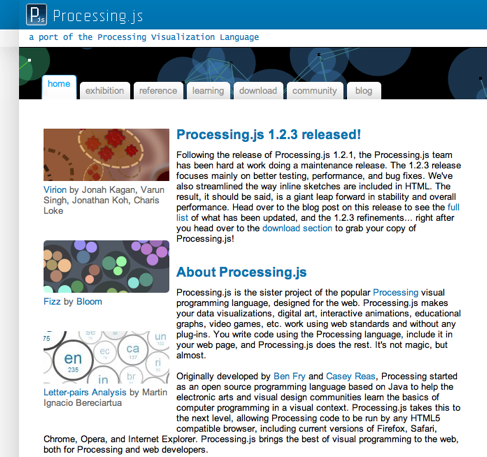 PJS Processing.js
a port of the Processing Visualization Language
home exhibition reference learning download community blog
Virion by Jonah Kagan, Varun
Singh, Jonathan Koh, Charis
Loke
Fizz by Bloom
en
235
ec
ca
137
un
ri
in
Letter-pairs Analysis by Martin
Ignacio Bereciartua
Processing.js 1.2.3 released!
Following the release of Processing.js 1.2.1, the Processing.js team
has been hard at work doing a maintenance release. The 1.2.3 release
focuses mainly on better testing, performance, and bug fixes. We've
also streamlined the way inline sketches are included in HTML. The
result, it should be, said, is a giant leap forward in stability and overall
performance. Head over to the blog post on this release to see the full
list of what has been updated, and the 1.2.3 refinements... right after
you head over to the download section to grab your copy of
Processing.js!
About Processing.js
Processing.js is the sister project of the popular Processing visual
programming language, designed for the web. Processing.js makes
your data visualizations, digital art, interactive animations, educational
graphs, video games, etc. work using web standards and without any
plug-ins. You write code using the Processing language, include it in
your web page, and Processing.js does the rest. It's not magic, but
almost.
Originally developed by Ben Fry and Casey Reas, Processing started
as an open source programming language based on Java to help the
electronic arts and visual design communities learn the basics of
computer programming in a visual context. Processing.js takes this to
the next level, allowing Processing code to be run by any HTML5
compatible browser, including current versions of Firefox, Safari,
Chrome, Opera, and Internet Explorer. Processing.js brings the best of visual programming to the web,
both for Processing and web developers.